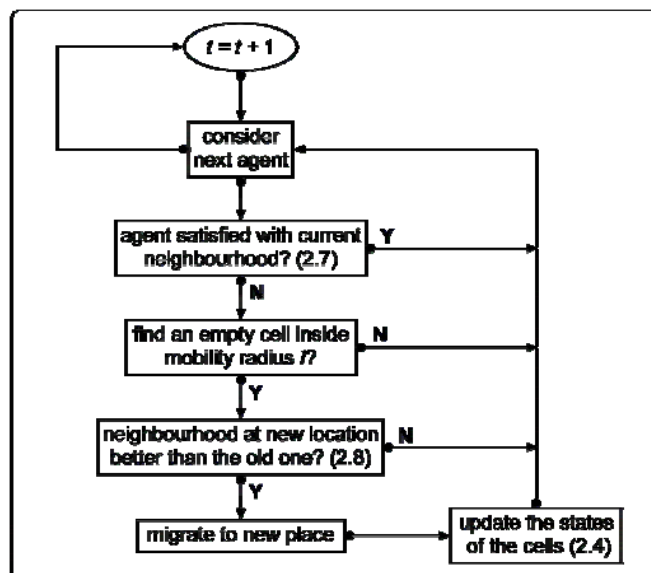 t = t + 1
consider
next agent
agent satisfied with current
neighbourhood? (2.7)
Y
N
find an empty cell inside
mobility radius l?
N
Y
neighbourhood at new location
better than the old one? (2.8)
N
Y
migrate to new place
update the states
of the cells (2.4)